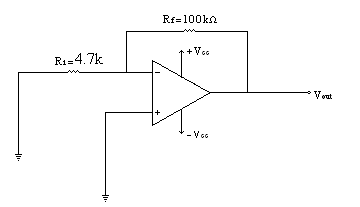 Rf=100kΩ
R1=4.7k
+Vcc
−
+
−Vcc
Vout